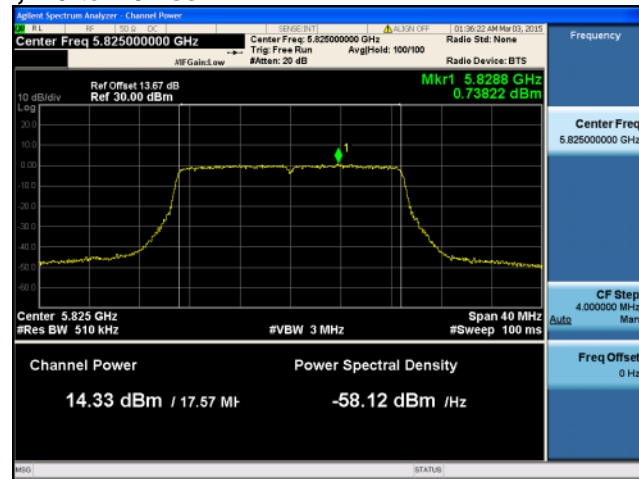 Agilent Spectrum Analyzer - Channel Power
RL RF 50 Ω DC SENSE:INT ALIGN OFF 01:36:22 AM Mar 03, 2015
Center Freq 5.825000000 GHz
Center Freq: 5.825000000 GHz
Radio Std: None
Trig: Free Run Avg|Hold: 100/100
#IFGain:Low #Atten: 20 dB Radio Device: BTS
Ref Offset 13.67 dB
10 dB/div Ref 30.00 dBm
Mkr1 5.8288 GHz
0.73822 dBm
Log
20.0
10.0
0.00
-10.0
-20.0
-30.0
-40.0
-50.0
-60.0
1
Center 5.825 GHz Span 40 MHz
#Res BW 510 kHz #VBW 3 MHz #Sweep 100 ms
Channel Power Power Spectral Density
14.33 dBm / 17.57 MH -58.12 dBm /Hz
MSG STATUS
Frequency
Center Freq
5.825000000 GHz
CF Step
4.000000 MHz
Auto Man
Freq Offset
0 Hz